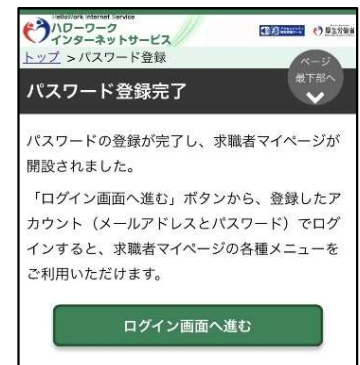 HelloWork Internet Service
ハローワーク
インターネットサービス
厚生労働省
トップ >パスワード登録
ページ
最下部へ
パスワード登録完了
パスワードの登録が完了し、求職者マイページが
開設されました。
「ログイン画面へ進む」ボタンから、登録したア
カウント（メールアドレスとパスワード）でログ
インすると、求職者マイページの各種メニューを
ご利用いただけます。
ログイン画面へ進む